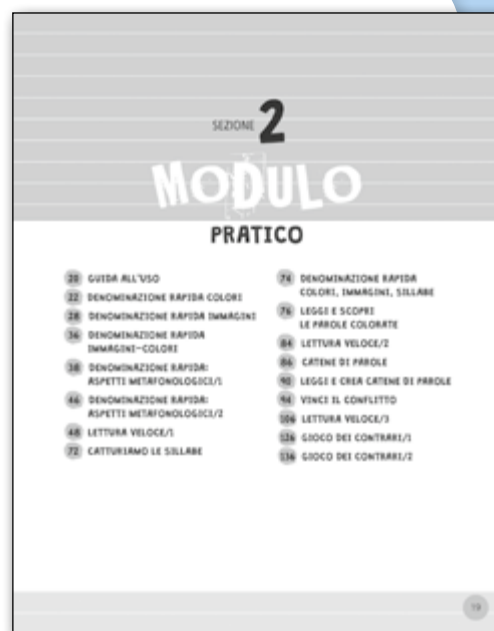 SEZIONE 2
MODULO
PRATICO
20 GUIDA ALL'USO
22 DENOMINAZIONE RAPIDA COLORI
28 DENOMINAZIONE RAPIDA IMMAGINI
36 DENOMINAZIONE RAPIDA
IMMAGINI-COLORI
38 DENOMINAZIONE RAPIDA:
ASPETTI METAFONOLOGICI/1
46 DENOMINAZIONE RAPIDA:
ASPETTI METAFONOLOGICI/2
48 LETTURA VELOCE/1
72 CATTURIAMO LE SILLABE
74 DENOMINAZIONE RAPIDA
COLORI, IMMAGINI, SILLABE
76 LEGGI E SCOPRI
LE PAROLE COLORATE
84 LETTURA VELOCE/2
86 CATENE DI PAROLE
90 LEGGI E CREA CATENE DI PAROLE
94 VINCI IL CONFLITTO
106 LETTURA VELOCE/3
126 GIOCO DEI CONTRARI/1
136 GIOCO DEI CONTRARI/2
19